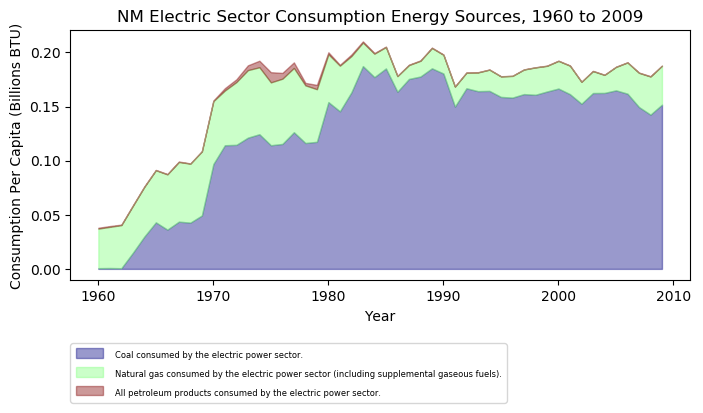 NM Electric Sector Consumption Energy Sources, 1960 to 2009
Consumption Per Capita (Billions BTU)
0.20
0.15
0.10
0.05
0.00
1960 1970 1980 1990 2000 2010
Year
Coal consumed by the electric power sector.
Natural gas consumed by the electric power sector (including supplemental gaseous fuels).
All petroleum products consumed by the electric power sector.